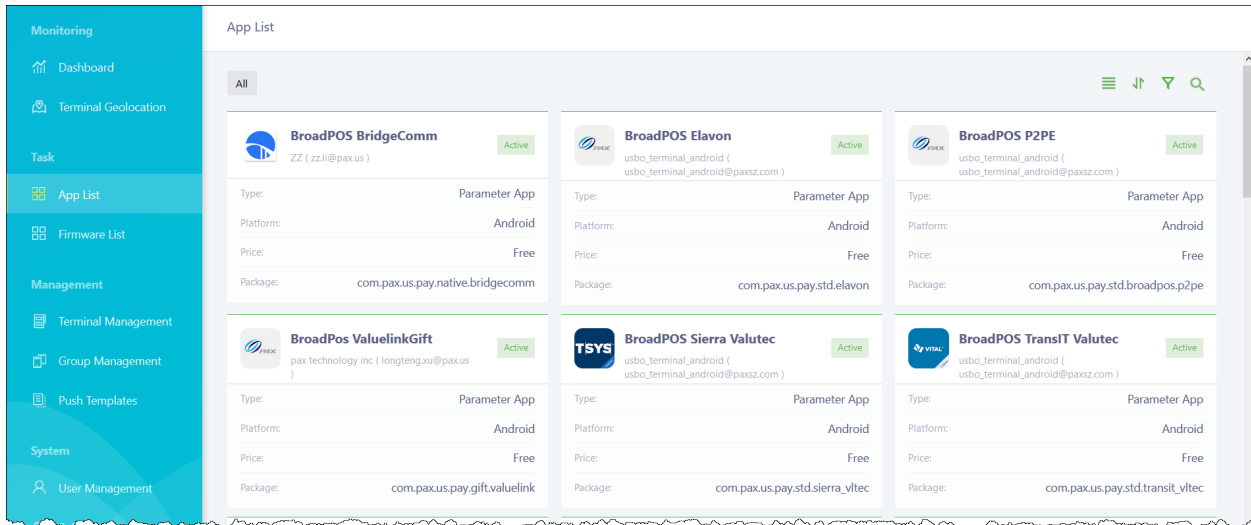 Monitoring
Dashboard
Terminal Geolocation
Task
App List
Firmware List
Management
Terminal Management
Group Management
Push Templates
System
User Management
App List
All
BroadPOS BridgeComm
ZZ ( zz.li@pax.us )
Active
Type: Parameter App
Platform: Android
Price: Free
Package: com.pax.us.pay.native.bridgecomm
PAX
BroadPOS Elavon
usbo_terminal_android (
usbo_terminal_android@paxsz.com )
Active
Type: Parameter App
Platform: Android
Price: Free
Package: com.pax.us.pay.std.elavon
PAX
BroadPOS P2PE
usbo_terminal_android (
usbo_terminal_android@paxsz.com )
Active
Type: Parameter App
Platform: Android
Price: Free
Package: com.pax.us.pay.std.broadpos.p2pe
PAX
BroadPos ValuelinkGift
pax technology inc ( longteng.xu@pax.us
)
Active
Type: Parameter App
Platform: Android
Price: Free
Package: com.pax.us.pay.gift.valuelink
TSYS
BroadPOS Sierra Valutec
usbo_terminal_android (
usbo_terminal_android@paxsz.com )
Active
Type: Parameter App
Platform: Android
Price: Free
Package: com.pax.us.pay.std.sierra_vltec
VITAL
BroadPOS TransIT Valutec
usbo_terminal_android (
usbo_terminal_android@paxsz.com )
Active
Type: Parameter App
Platform: Android
Price: Free
Package: com.pax.us.pay.std.transit_vltec